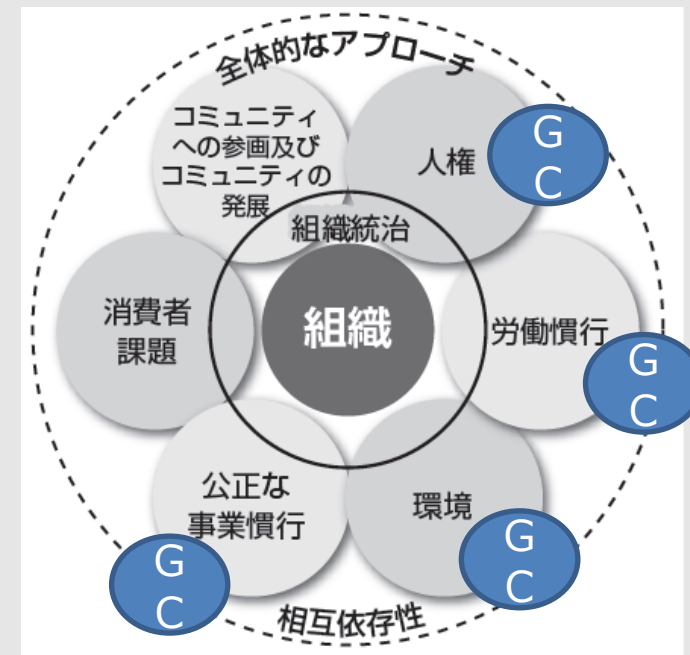 全体的なアプローチ
コミュニティ
への参画及び
コミュニティの
発展
人権
G
C
組織統治
消費者
課題
組織
労働慣行
G
C
公正な
事業慣行
環境
G
C
G
C
相互依存性